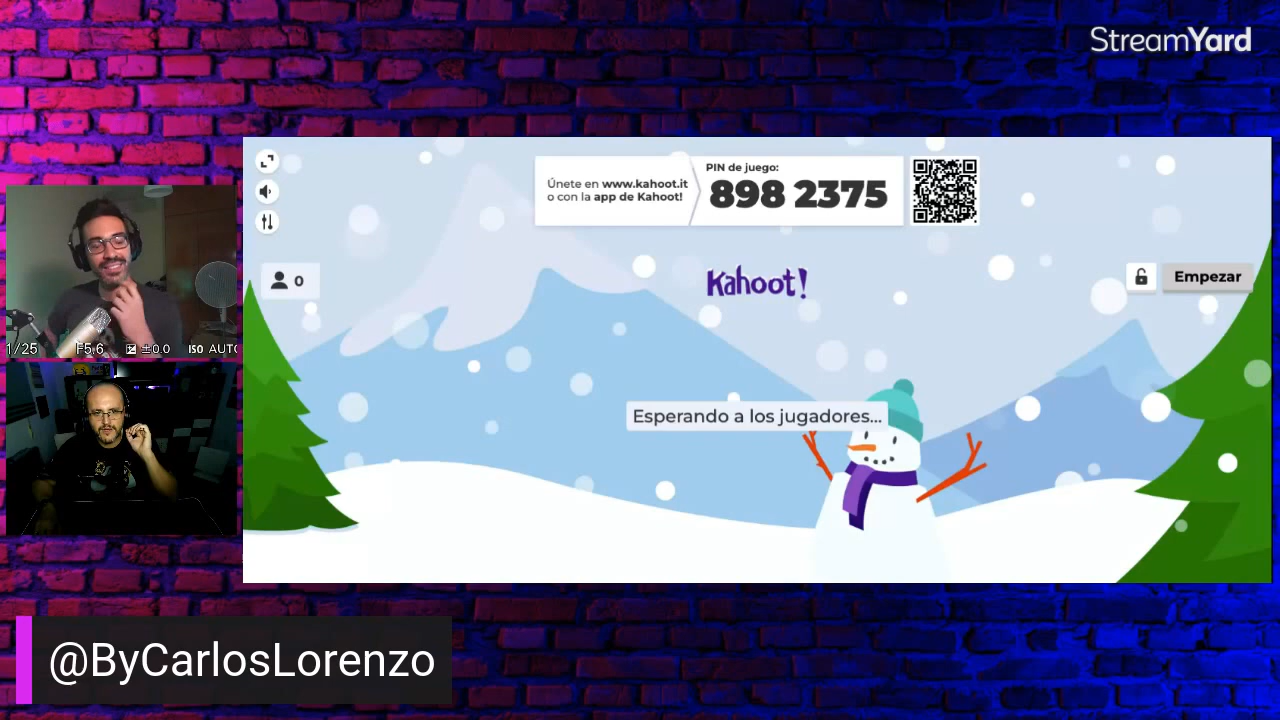 StreamYard
Únete en www.kahoot.it
o con la app de Kahoot!
PIN de juego:
898 2375
0
Kahoot!
Empezar
Esperando a los jugadores...
1/25 F5.6 ±0.0 ISO AUTO
@ByCarlosLorenzo